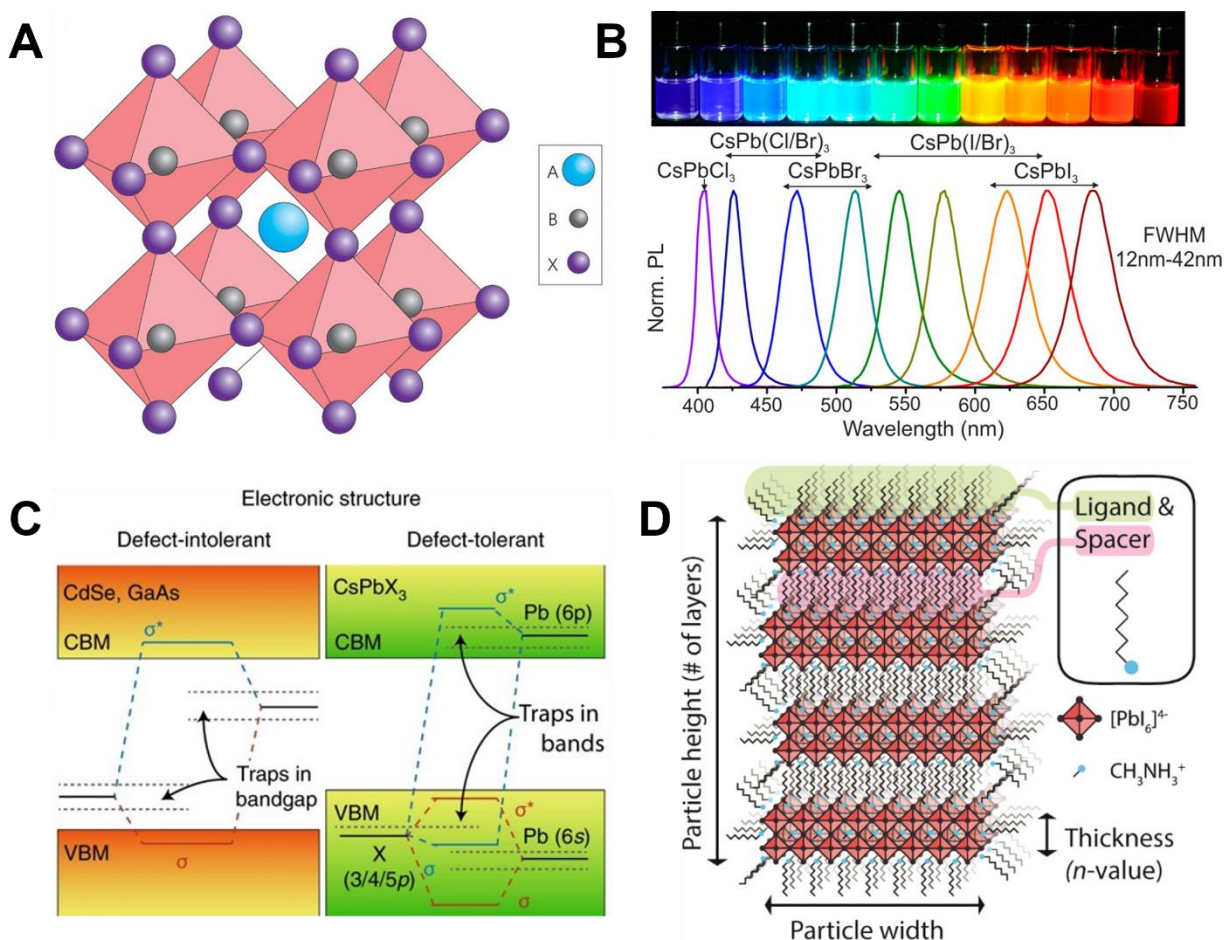 A
A
B
X
B
CsPb(Cl/Br)₃
CsPb(I/Br)₃
CsPbCl₃
CsPbBr₃
CsPbI₃
FWHM
12nm-42nm
Norm. PL
400 450 500 550 600 650 700 750
Wavelength (nm)
C
Electronic structure
Defect-intolerant
Defect-tolerant
CdSe, GaAs
σ*
CBM
Traps in
bandgap
VBM
σ
CsPbX₃
σ*
Pb (6p)
CBM
Traps in
bands
VBM
σ*
Pb (6s)
X
(3/4/5p)
σ
σ
D
Ligand &
Spacer
Particle height (# of layers)
[PbI₆]⁴⁻
CH₃NH₃⁺
Thickness
(n-value)
Particle width